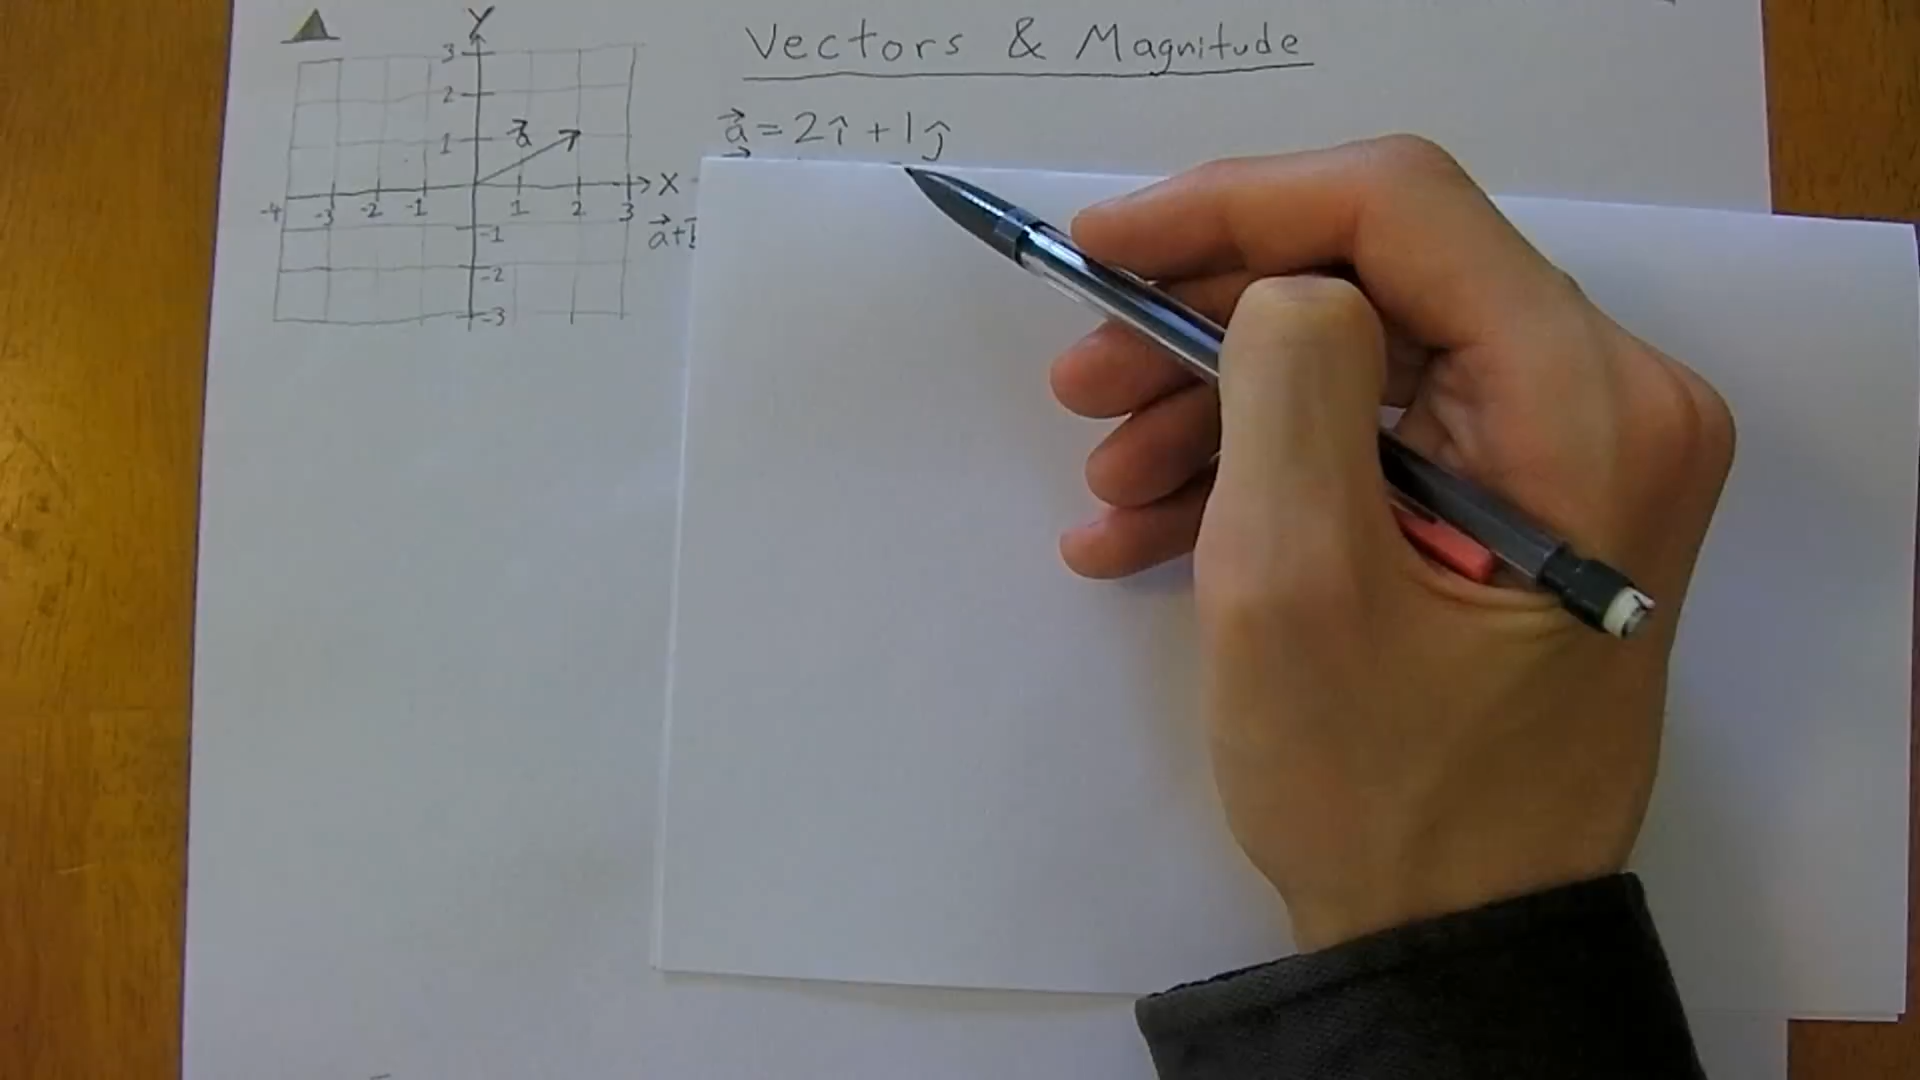 Vectors & Magnitude
Y
3
2
1
a⃗
a⃗ = 2î + 1ĵ
X
-4 -3 -2 -1 1 2 3
-1
-2
-3
a⃗+